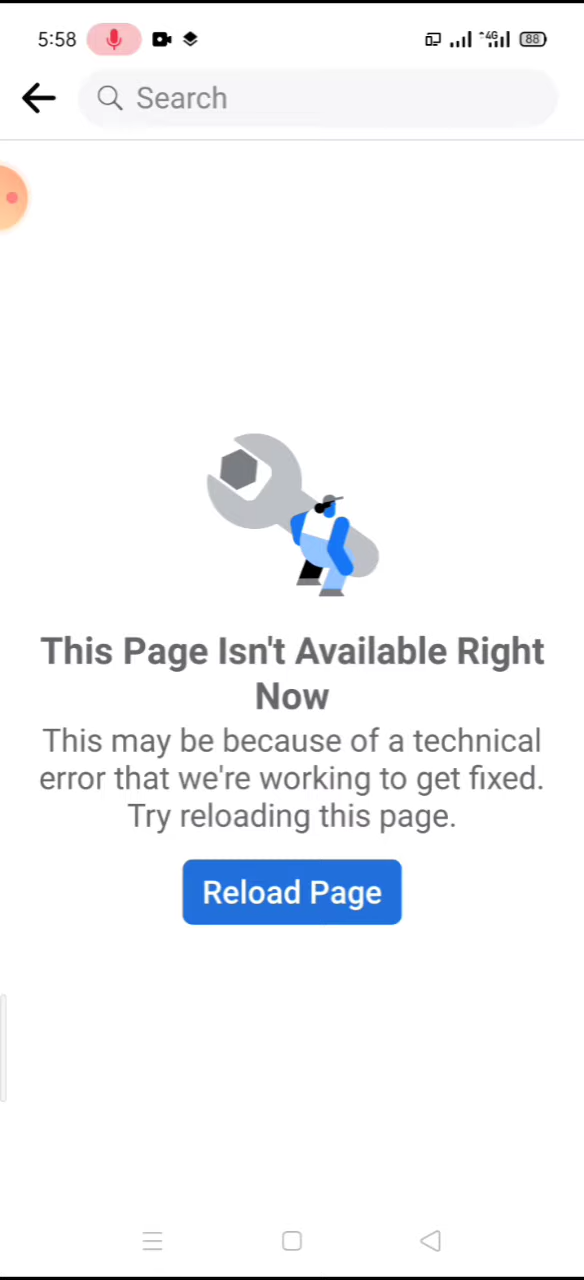 5:58 4G 88
Search
This Page Isn't Available Right
Now
This may be because of a technical
error that we're working to get fixed.
Try reloading this page.
Reload Page